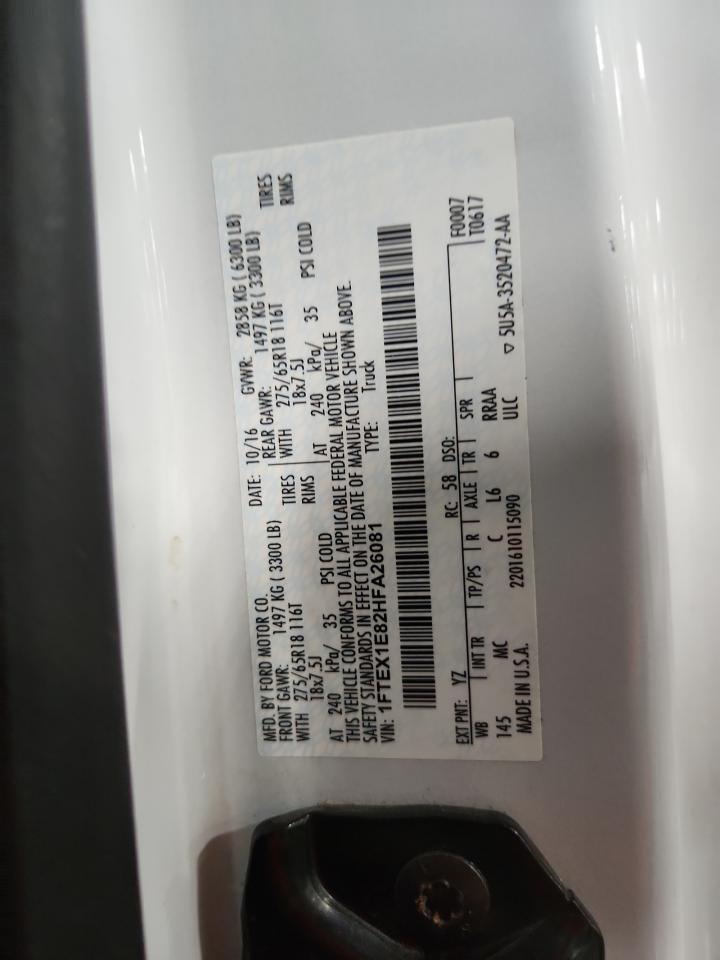 MFD. BY FORD MOTOR CO. DATE: 10/16 GVWR: 2858 KG ( 6300 LB)
FRONT GAWR: 1497 KG ( 3300 LB) REAR GAWR: 1497 KG ( 3300 LB)
WITH 275/65R18 116T TIRES WITH 275/65R18 116T TIRES
18x7.5J RIMS 18x7.5J RIMS
AT 240 kPa/ 35 PSI COLD AT 240 kPa/ 35 PSI COLD
THIS VEHICLE CONFORMS TO ALL APPLICABLE FEDERAL MOTOR VEHICLE
SAFETY STANDARDS IN EFFECT ON THE DATE OF MANUFACTURE SHOWN ABOVE.
VIN: 1FTEX1E82HFA26081 TYPE: Truck
EXT PNT: YZ RC: 58 DSO: F0007
WB INT TR TP/PS R AXLE TR SPR T0617
145 MC C L6 6 RRAA
MADE IN U.S.A. 2201610115090 ULC 5U5A-3520472-AA